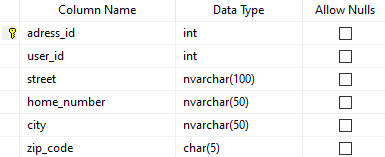 Column Name Data Type Allow Nulls
adress_id int
user_id int
street nvarchar(100)
home_number nvarchar(50)
city nvarchar(50)
zip_code char(5)